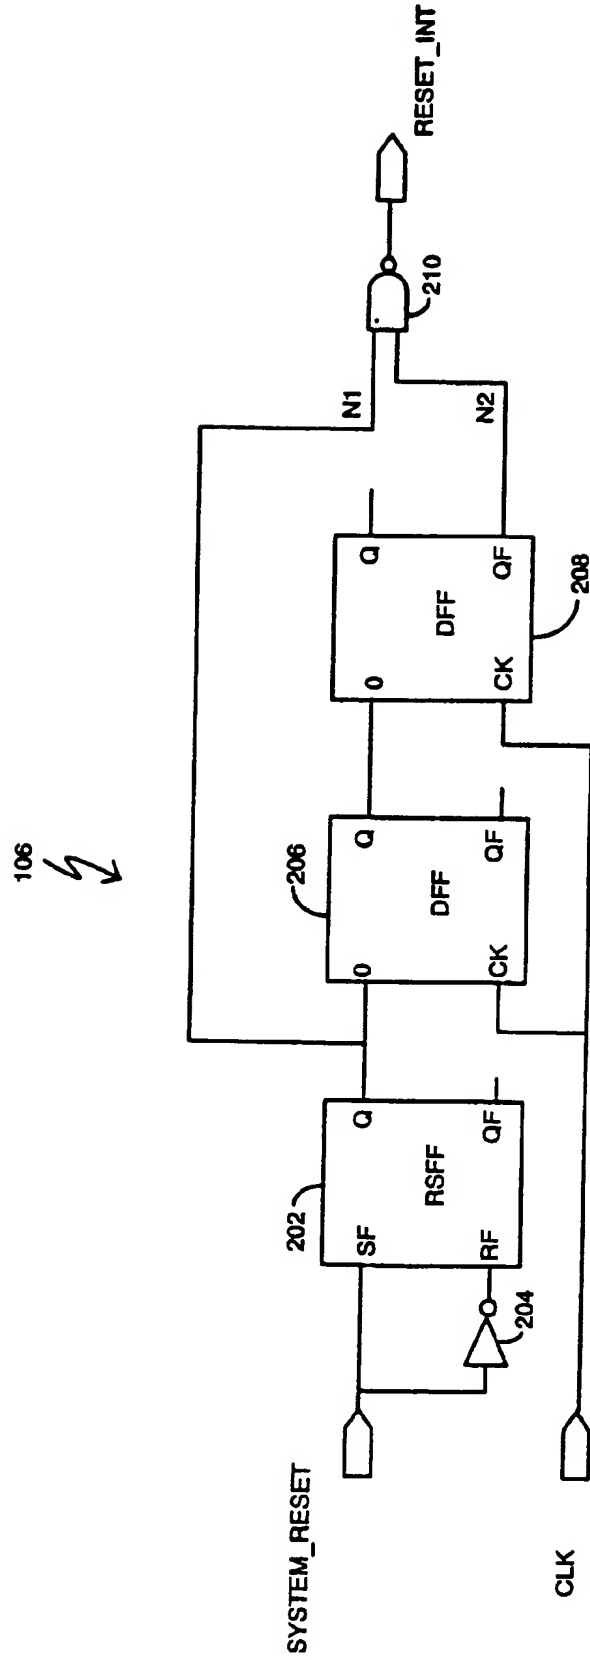 106
SYSTEM_RESET
CLK
202
SF
Q
RSFF
RF
QF
204
206
0
Q
DFF
CK
QF
0
Q
DFF
CK
QF
208
N1
N2
210
RESET_INT